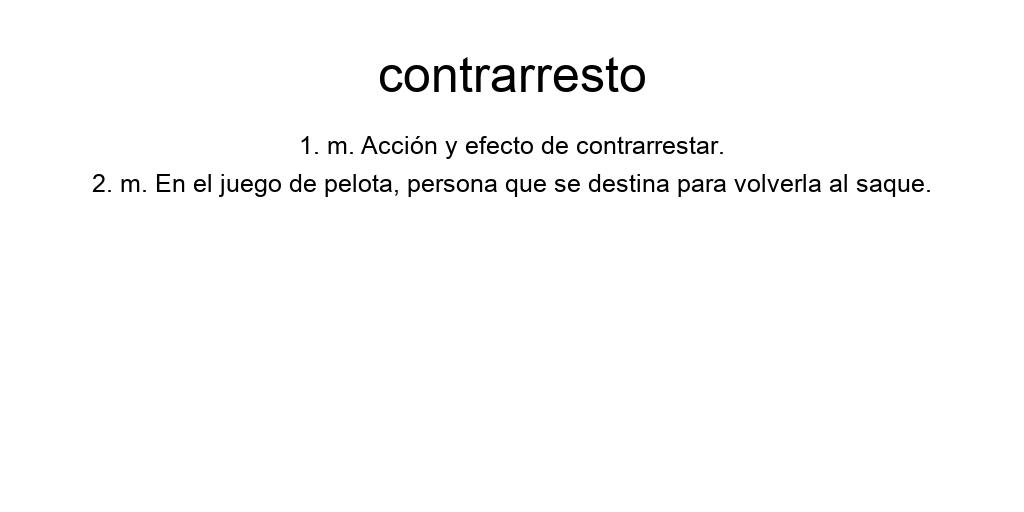 contrarresto
1. m. Acción y efecto de contrarrestar.
2. m. En el juego de pelota, persona que se destina para volverla al saque.